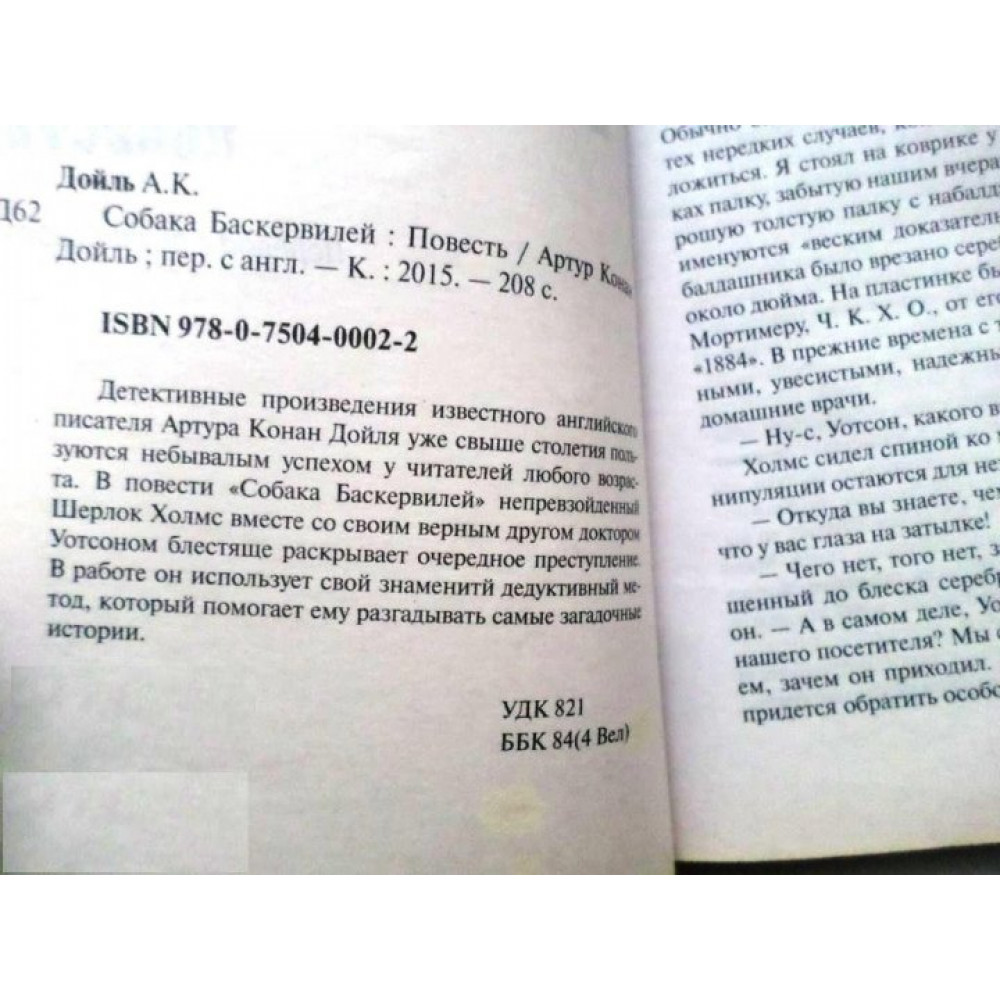 Дойль А.К.
Д62
Собака Баскервилей : Повесть / Артур Конан
Дойль ; пер. с англ. — К. : 2015. — 208 с.
ISBN 978-0-7504-0002-2
Детективные произведения известного английского
писателя Артура Конан Дойля уже свыше столетия поль-
зуются небывалым успехом у читателей любого возрас-
та. В повести «Собака Баскервилей» непревзойденный
Шерлок Холмс вместе со своим верным другом доктором
Уотсоном блестяще раскрывает очередное преступление.
В работе он использует свой знаменитй дедуктивный ме-
тод, который помогает ему разгадывать самые загадочные
истории.
УДК 821
ББК 84(4 Вел)
Обычно
тех нередких случаев,
ложиться. Я стоял на коврике у
ках палку, забытую нашим вчера
рошую толстую палку с набалд
именуются «веским доказател
балдашника было врезано сере
около дюйма. На пластинке бы
Мортимеру, Ч. К. Х. О., от его
«1884». В прежние времена с т
ными, увесистыми, надежны
домашние врачи.
— Ну-с, Уотсон, какого в
Холмс сидел спиной ко
нипуляции остаются для не
— Откуда вы знаете, чем
что у вас глаза на затылке!
— Чего нет, того нет, з
щенный до блеска серебр
он. — А в самом деле, Уо
нашего посетителя? Мы с
ем, зачем он приходил.
придется обратить особо